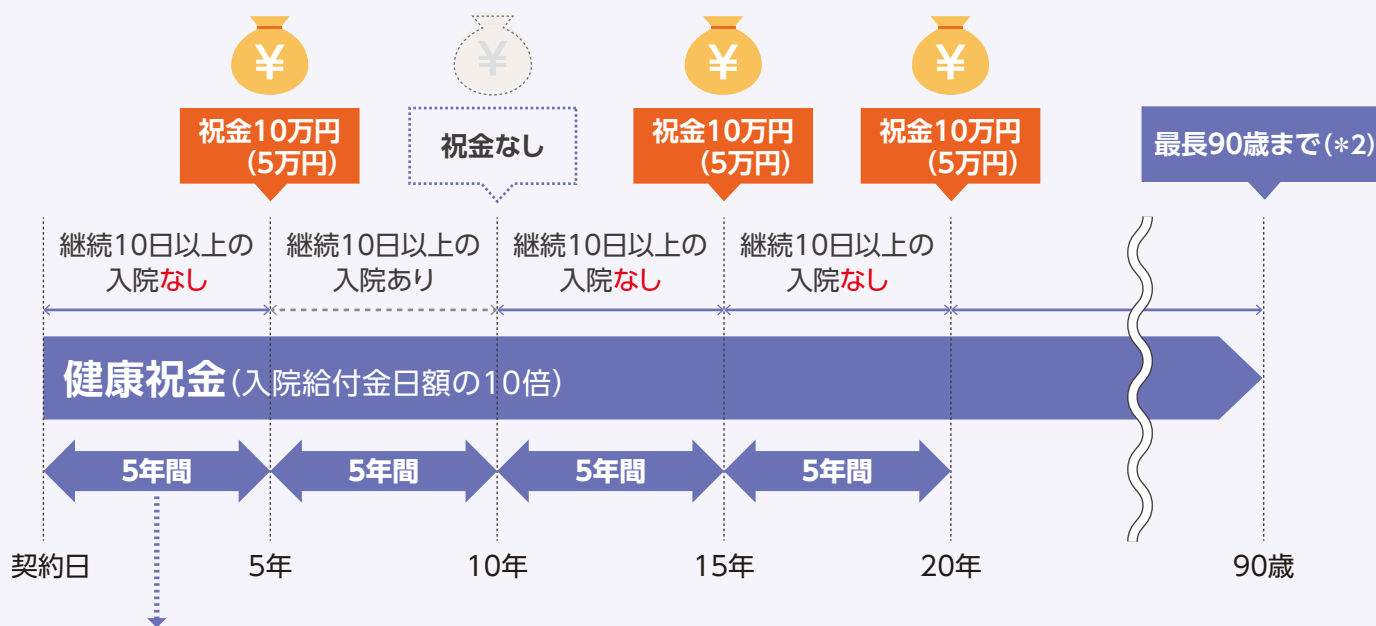 ¥
¥
¥
¥
祝金10万円
(5万円)
祝金なし
祝金10万円
(5万円)
祝金10万円
(5万円)
最長90歳まで(*2)
継続10日以上の
入院なし
継続10日以上の
入院あり
継続10日以上の
入院なし
継続10日以上の
入院なし
健康祝金(入院給付金日額の10倍)
5年間
5年間
5年間
5年間
契約日
5年
10年
15年
20年
90歳